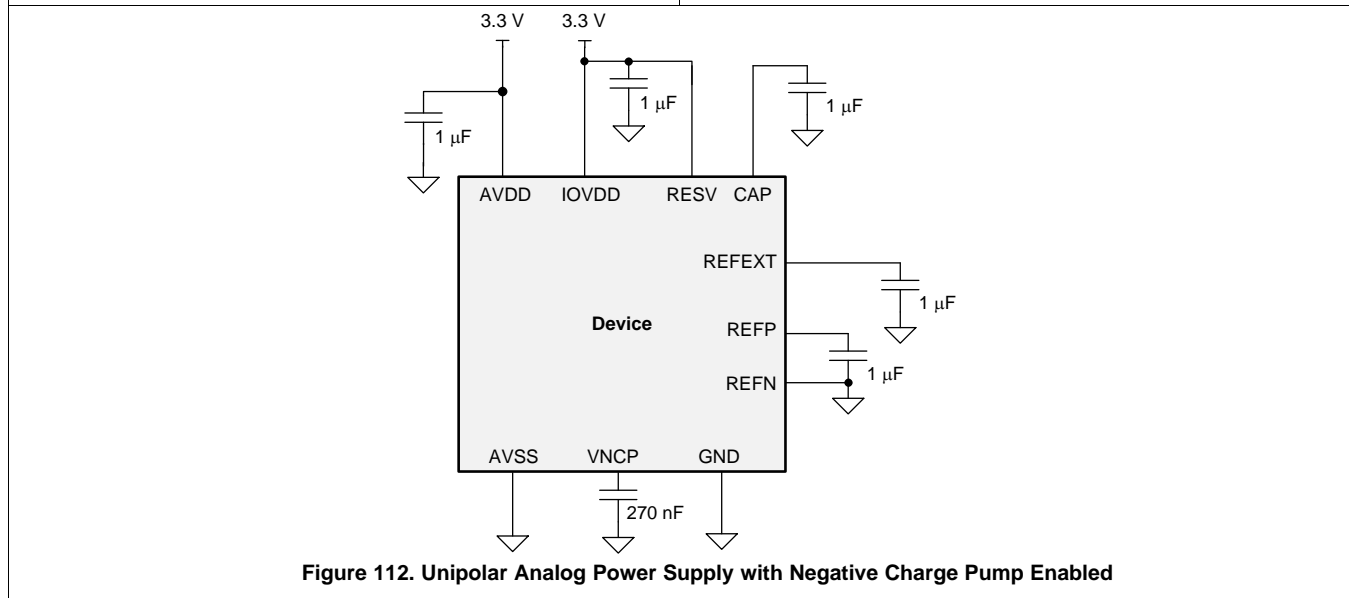 3.3 V 3.3 V
1 μF
1 μF
1 μF
AVDD IOVDD RESV CAP
REFEXT
1 μF
Device
REFP
1 μF
REFN
AVSS VNCP GND
270 nF
Figure 112. Unipolar Analog Power Supply with Negative Charge Pump Enabled